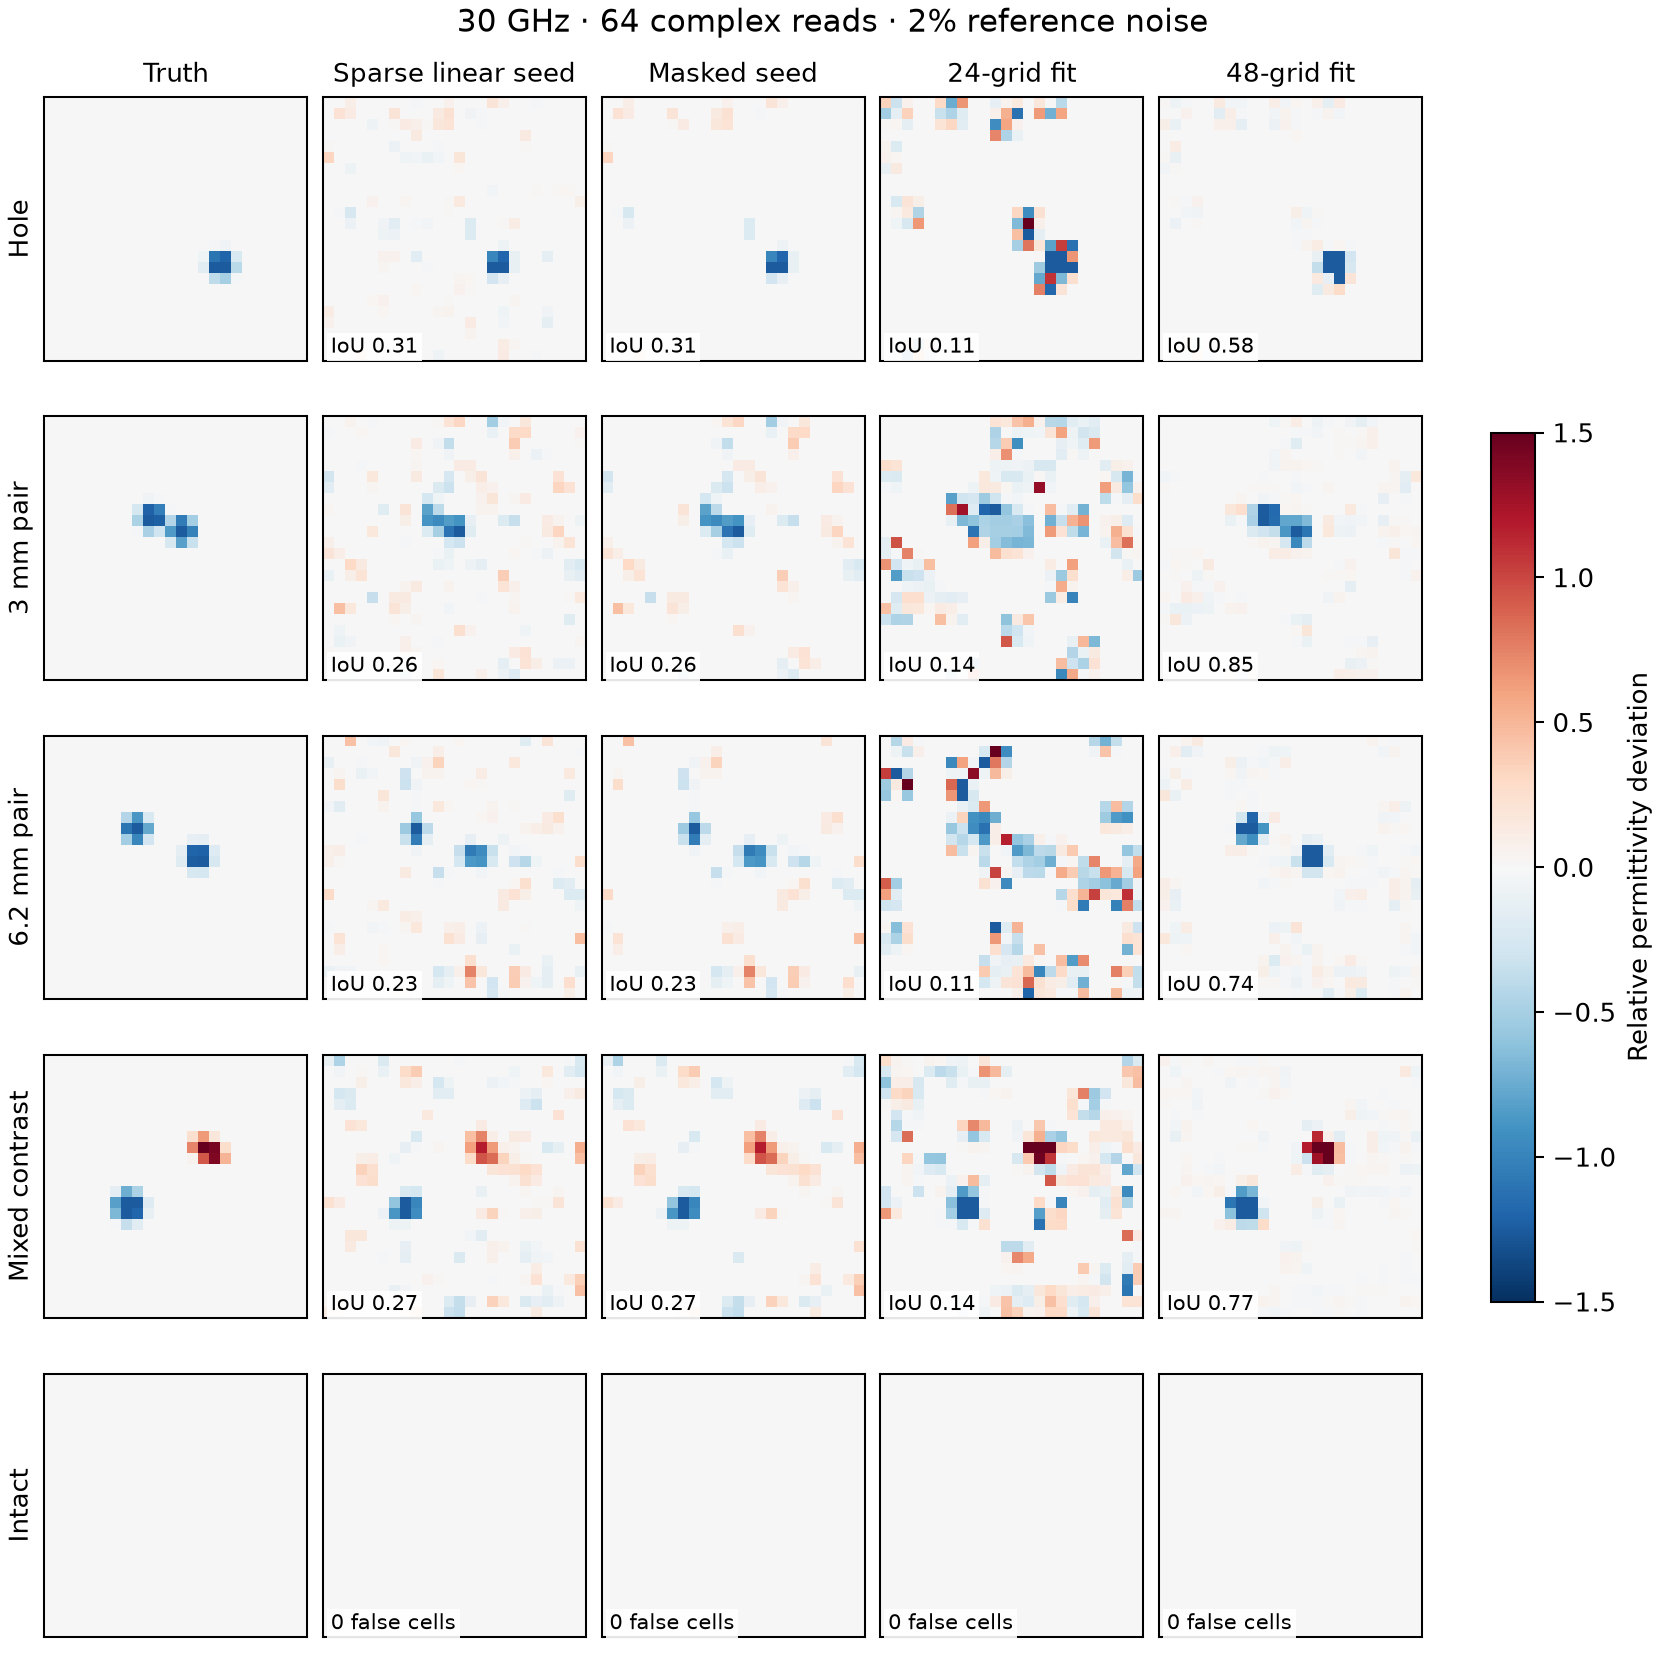 30 GHz · 64 complex reads · 2% reference noise
Truth
Sparse linear seed
Masked seed
24-grid fit
48-grid fit
Hole
IoU 0.31
IoU 0.31
IoU 0.11
IoU 0.58
3 mm pair
IoU 0.26
IoU 0.26
IoU 0.14
IoU 0.85
6.2 mm pair
IoU 0.23
IoU 0.23
IoU 0.11
IoU 0.74
Mixed contrast
IoU 0.27
IoU 0.27
IoU 0.14
IoU 0.77
Intact
0 false cells
0 false cells
0 false cells
0 false cells
1.5
1.0
0.5
0.0
−0.5
−1.0
−1.5
Relative permittivity deviation